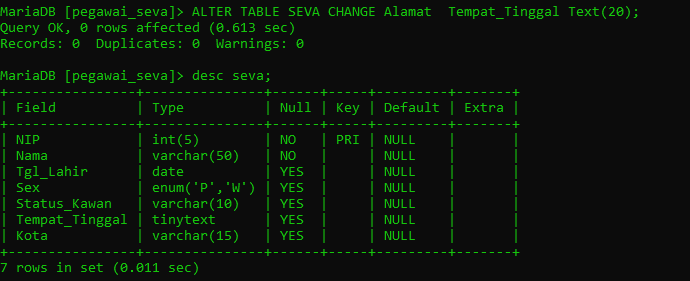 MariaDB [pegawai_seva]> ALTER TABLE SEVA CHANGE Alamat  Tempat_Tinggal Text(20);
Query OK, 0 rows affected (0.613 sec)
Records: 0  Duplicates: 0  Warnings: 0

MariaDB [pegawai_seva]> desc seva;
+----------------+---------------+------+-----+---------+-------+
| Field          | Type          | Null | Key | Default | Extra |
+----------------+---------------+------+-----+---------+-------+
| NIP            | int(5)        | NO   | PRI | NULL    |       |
| Nama           | varchar(50)   | NO   |     | NULL    |       |
| Tgl_Lahir      | date          | YES  |     | NULL    |       |
| Sex            | enum('P','W') | YES  |     | NULL    |       |
| Status_Kawan   | varchar(10)   | YES  |     | NULL    |       |
| Tempat_Tinggal | tinytext      | YES  |     | NULL    |       |
| Kota           | varchar(15)   | YES  |     | NULL    |       |
+----------------+---------------+------+-----+---------+-------+
7 rows in set (0.011 sec)